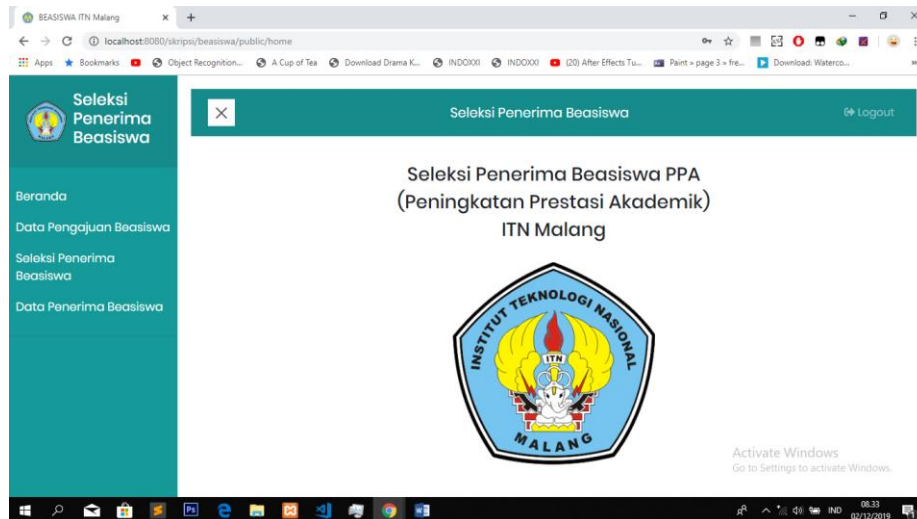 BEASISWA ITN Malang
localhost:8080/skripsi/beasiswa/public/home
Apps Bookmarks Object Recognition... A Cup of Tea Download Drama K... INDOXXI INDOXXI (20) After Effects Tu... Paint » page 3 » fre... Download: Waterco...
Seleksi
Penerima
Beasiswa
Seleksi Penerima Beasiswa
Logout
Beranda
Data Pengajuan Beasiswa
Seleksi Penerima
Beasiswa
Data Penerima Beasiswa
Seleksi Penerima Beasiswa PPA
(Peningkatan Prestasi Akademik)
ITN Malang
INSTITUT TEKNOLOGI NASIONAL
ITN
MALANG
Activate Windows
Go to Settings to activate Windows.
Ps
IND
08.33
02/12/2019